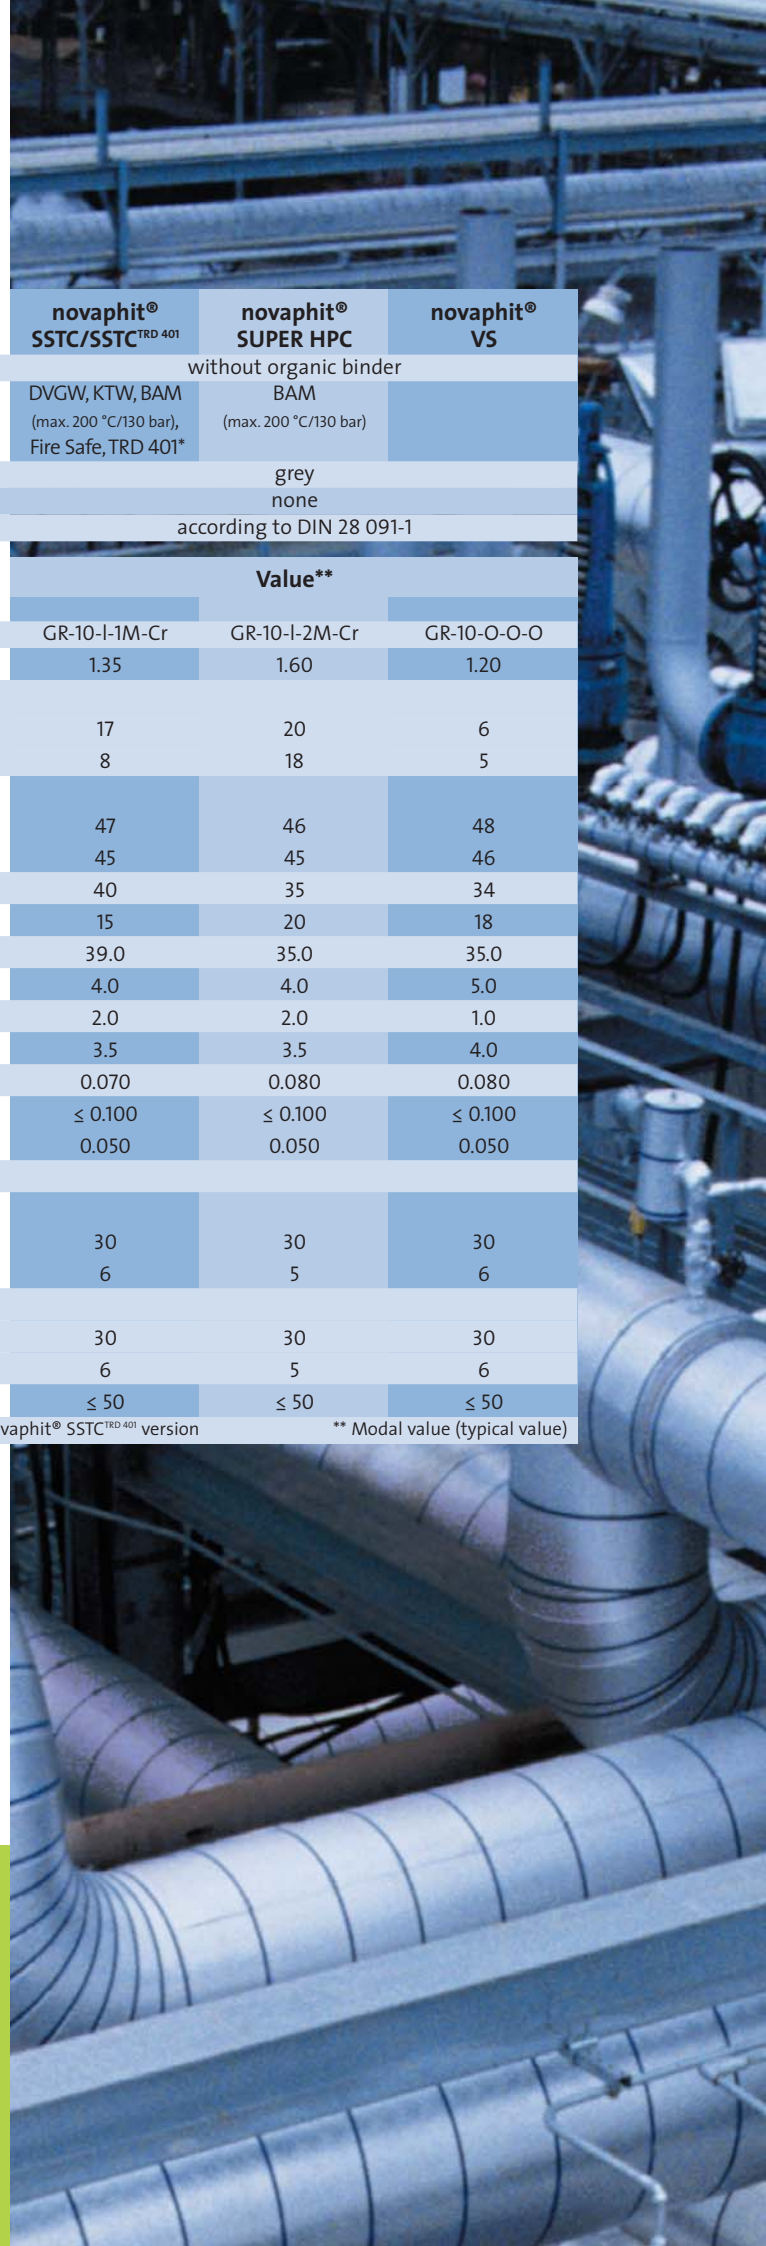 novaphit® novaphit® novaphit®
SSTC/SSTC TRD 401 SUPER HPC VS
without organic binder
DVGW, KTW, BAM BAM
(max. 200 °C/130 bar), (max. 200 °C/130 bar)
Fire Safe, TRD 401*
grey
none
according to DIN 28 091-1
Value**
GR-10-l-1M-Cr GR-10-l-2M-Cr GR-10-O-O-O
1.35 1.60 1.20
17 20 6
8 18 5
47 46 48
45 45 46
40 35 34
15 20 18
39.0 35.0 35.0
4.0 4.0 5.0
2.0 2.0 1.0
3.5 3.5 4.0
0.070 0.080 0.080
≤ 0.100 ≤ 0.100 ≤ 0.100
0.050 0.050 0.050
30 30 30
6 5 6
30 30 30
6 5 6
≤ 50 ≤ 50 ≤ 50
vaphit® SSTC TRD 401 version ** Modal value (typical value)